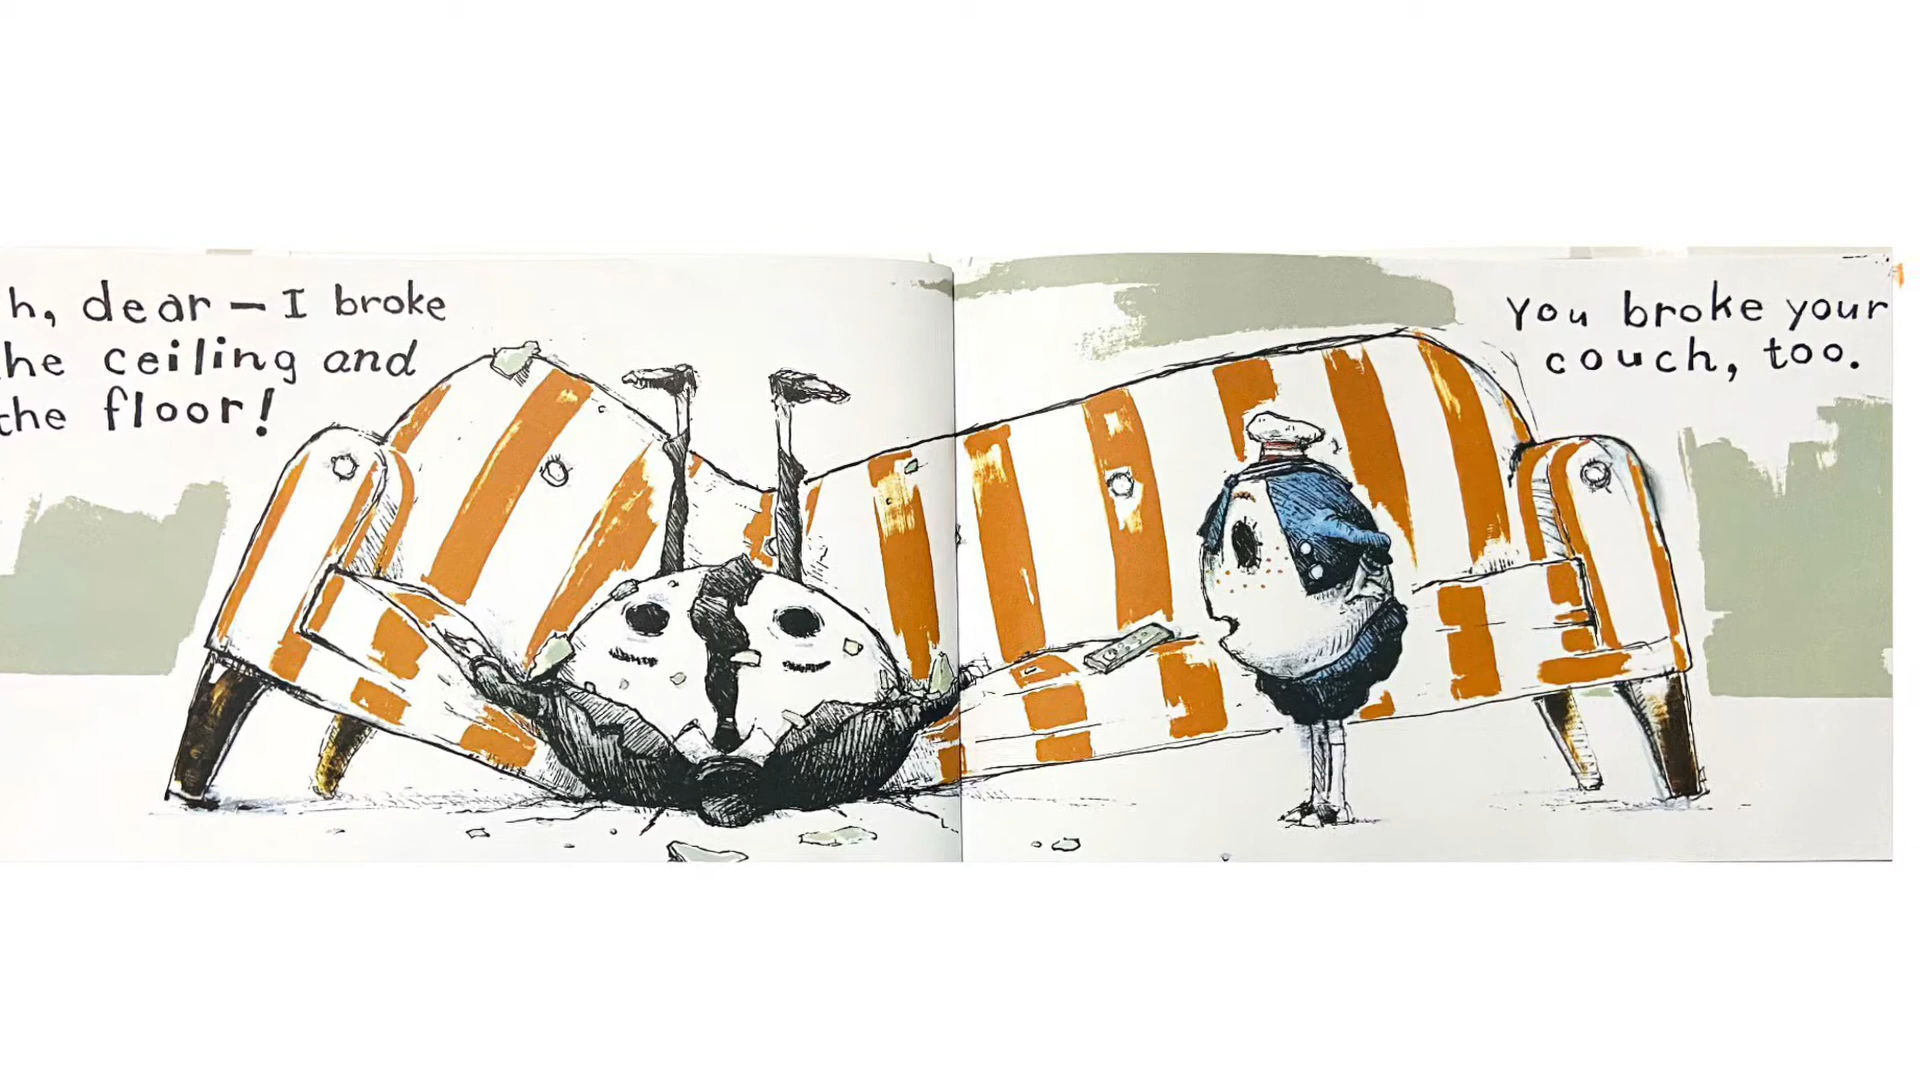 h, dear — I broke
he ceiling and
the floor!
You broke your
couch, too.